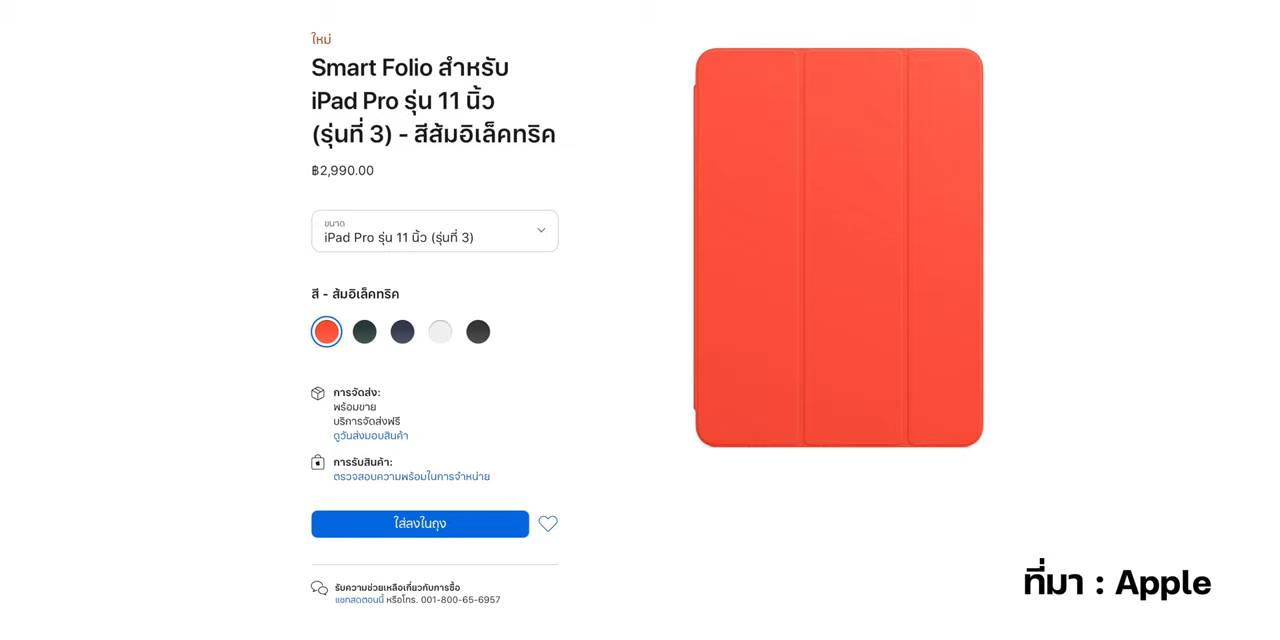 ใหม่
Smart Folio สำหรับ
iPad Pro รุ่น 11 นิ้ว
(รุ่นที่ 3) - สีส้มอิเล็คทริค
฿2,990.00
ขนาด
iPad Pro รุ่น 11 นิ้ว (รุ่นที่ 3)
สี - ส้มอิเล็คทริค
การจัดส่ง:
พร้อมขาย
บริการจัดส่งฟรี
ดูวันส่งมอบสินค้า
การรับสินค้า:
ตรวจสอบความพร้อมในการจำหน่าย
ใส่ลงในถุง
รับความช่วยเหลือเกี่ยวกับการซื้อ
แชทสดตอนนี้ หรือโทร. 001-800-65-6957
ที่มา : Apple